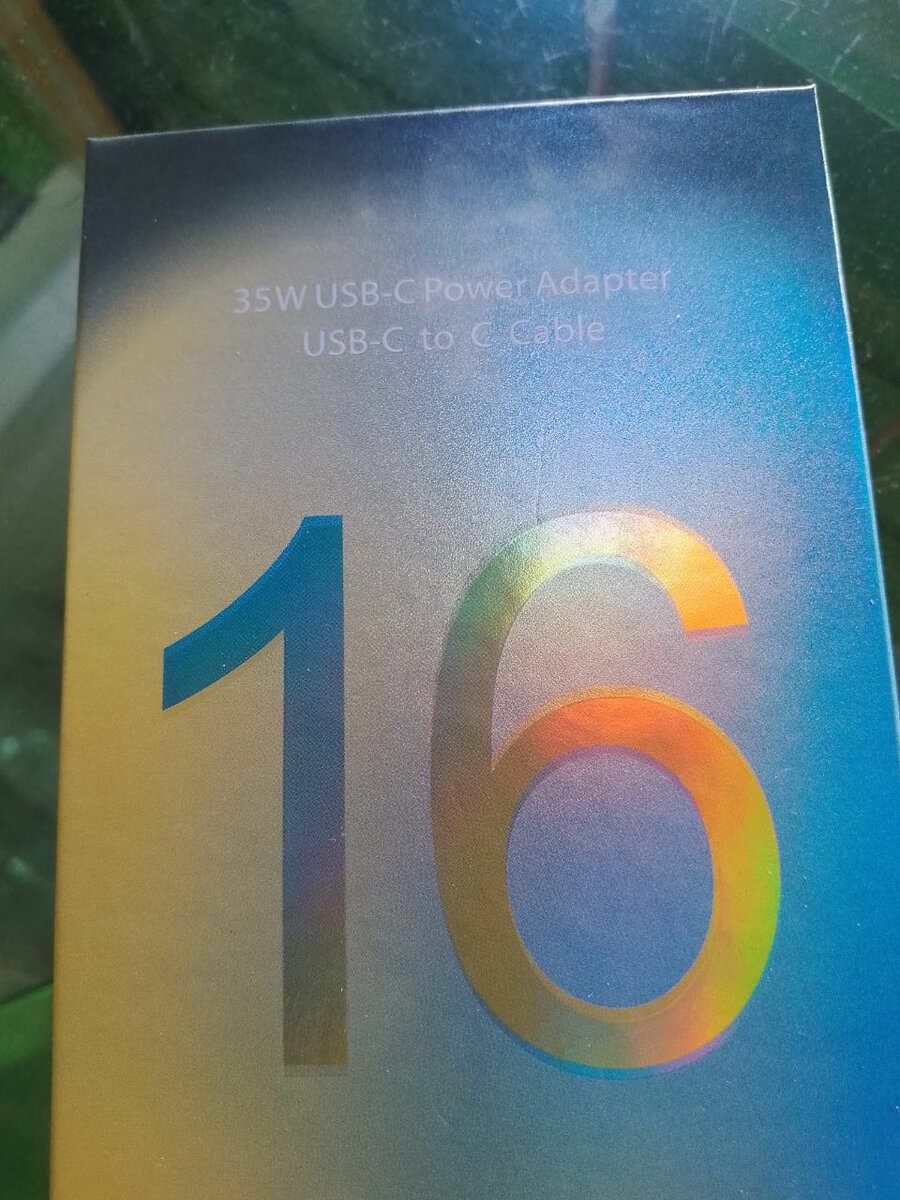 35W USB-C Power Adapter
USB-C to C Cable
16